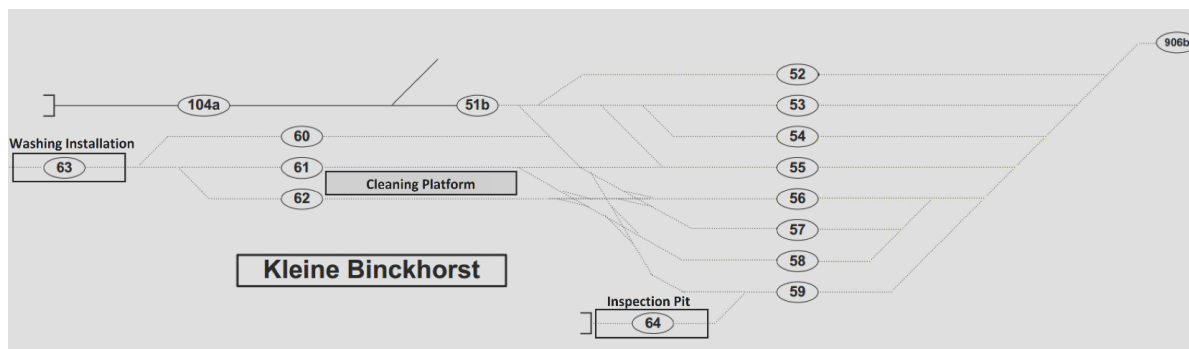 906b
52
104a
51b
53
60
54
Washing Installation
63
61
55
Cleaning Platform
62
56
57
Kleine Binckhorst
58
59
Inspection Pit
64